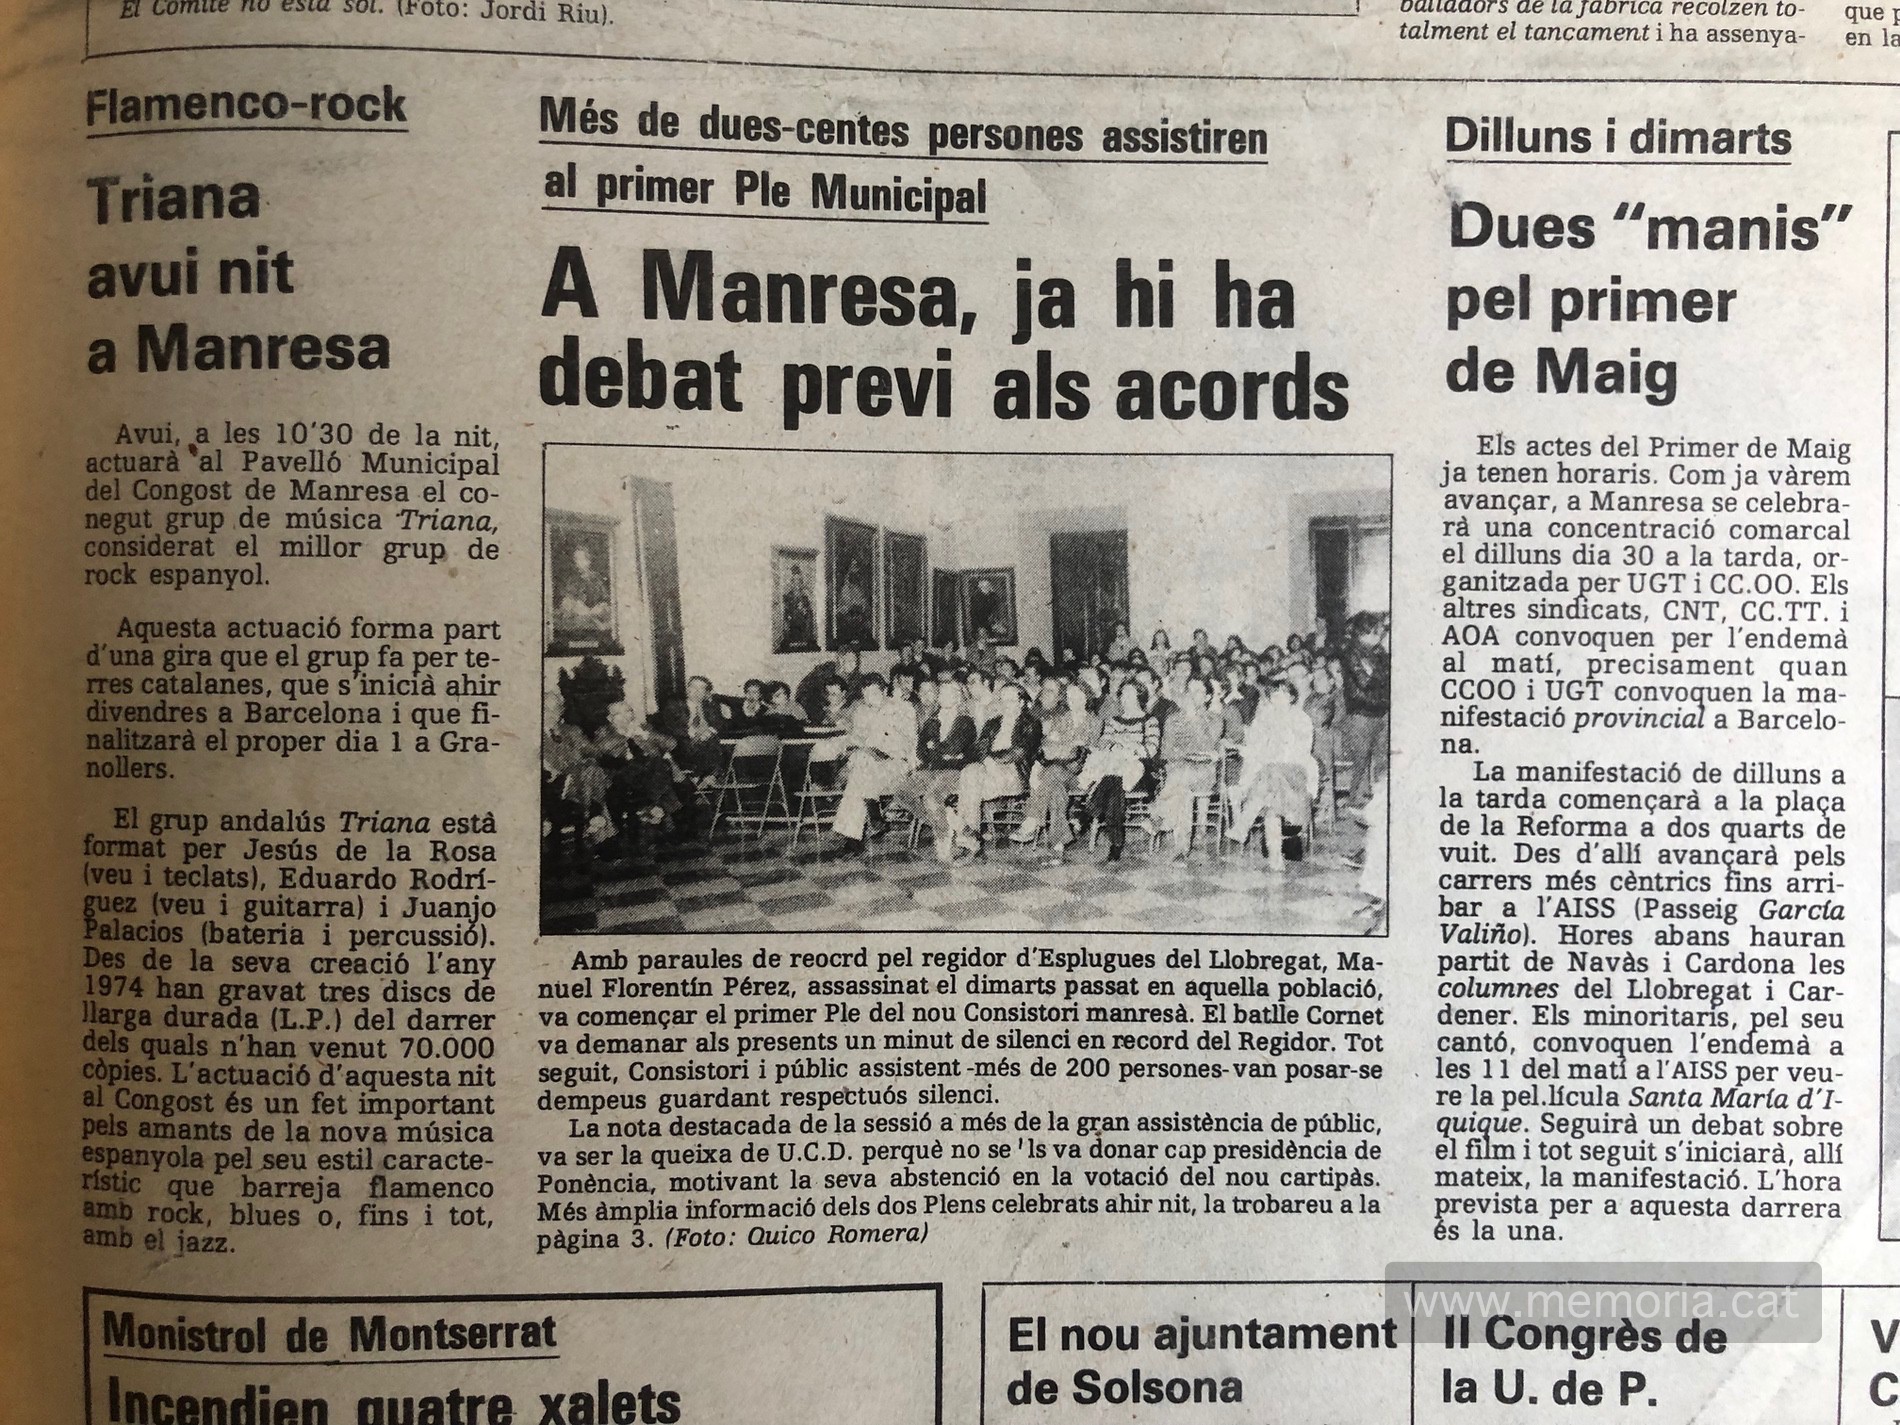 El Comité no està sol. (Foto: Jordi Riu).
balladors de la fàbrica recolzen to-
talment el tancament i ha assenya-
que
en la
Flamenco-rock
Triana
avui nit
a Manresa
Avui, a les 10'30 de la nit,
actuarà al Pavelló Municipal
del Congost de Manresa el co-
negut grup de música Triana,
considerat el millor grup de
rock espanyol.
Aquesta actuació forma part
d'una gira que el grup fa per te-
rres catalanes, que s'inicià ahir
divendres a Barcelona i que fi-
nalitzarà el proper dia 1 a Gra-
nollers.
El grup andalús Triana està
format per Jesús de la Rosa
(veu i teclats), Eduardo Rodrí-
guez (veu i guitarra) i Juanjo
Palacios (bateria i percussió).
Des de la seva creació l'any
1974 han gravat tres discs de
llarga durada (L.P.) del darrer
dels quals n'han venut 70.000
còpies. L'actuació d'aquesta nit
al Congost és un fet important
pels amants de la nova música
espanyola pel seu estil caracte-
rístic que barreja flamenco
amb rock, blues o, fins i tot,
amb el jazz.
Més de dues-centes persones assistiren
al primer Ple Municipal
A Manresa, ja hi ha
debat previ als acords
Amb paraules de reocrd pel regidor d'Esplugues del Llobregat, Ma-
nuel Florentín Pérez, assassinat el dimarts passat en aquella població,
va començar el primer Ple del nou Consistori manresà. El batlle Cornet
va demanar als presents un minut de silenci en record del Regidor. Tot
seguit, Consistori i públic assistent -més de 200 persones- van posar-se
dempeus guardant respectuós silenci.
La nota destacada de la sessió a més de la gran assistència de públic,
va ser la queixa de U.C.D. perquè no se 'ls va donar cap presidència de
Ponència, motivant la seva abstenció en la votació del nou cartipàs.
Més àmplia informació dels dos Plens celebrats ahir nit, la trobareu a la
pàgina 3. (Foto: Quico Romera)
Dilluns i dimarts
Dues "manis"
pel primer
de Maig
Els actes del Primer de Maig
ja tenen horaris. Com ja vàrem
avançar, a Manresa se celebra-
rà una concentració comarcal
el dilluns dia 30 a la tarda, or-
ganitzada per UGT i CC.OO. Els
altres sindicats, CNT, CC.TT. i
AOA convoquen per l'endemà
al matí, precisament quan
CCOO i UGT convoquen la ma-
nifestació provincial a Barcelo-
na.
La manifestació de dilluns a
la tarda començarà a la plaça
de la Reforma a dos quarts de
vuit. Des d'allí avançarà pels
carrers més cèntrics fins arri-
bar a l'AISS (Passeig García
Valiño). Hores abans hauran
partit de Navàs i Cardona les
columnes del Llobregat i Car-
dener. Els minoritaris, pel seu
cantó, convoquen l'endemà a
les 11 del matí a l'AISS per veu-
re la pel.lícula Santa María d'I-
quique. Seguirà un debat sobre
el film i tot seguit s'iniciarà, allí
mateix, la manifestació. L'hora
prevista per a aquesta darrera
és la una.
www.memoria.cat
Monistrol de Montserrat
Incendien quatre xalets
El nou ajuntament
de Solsona
II Congrès de
la U. de P.
V
C